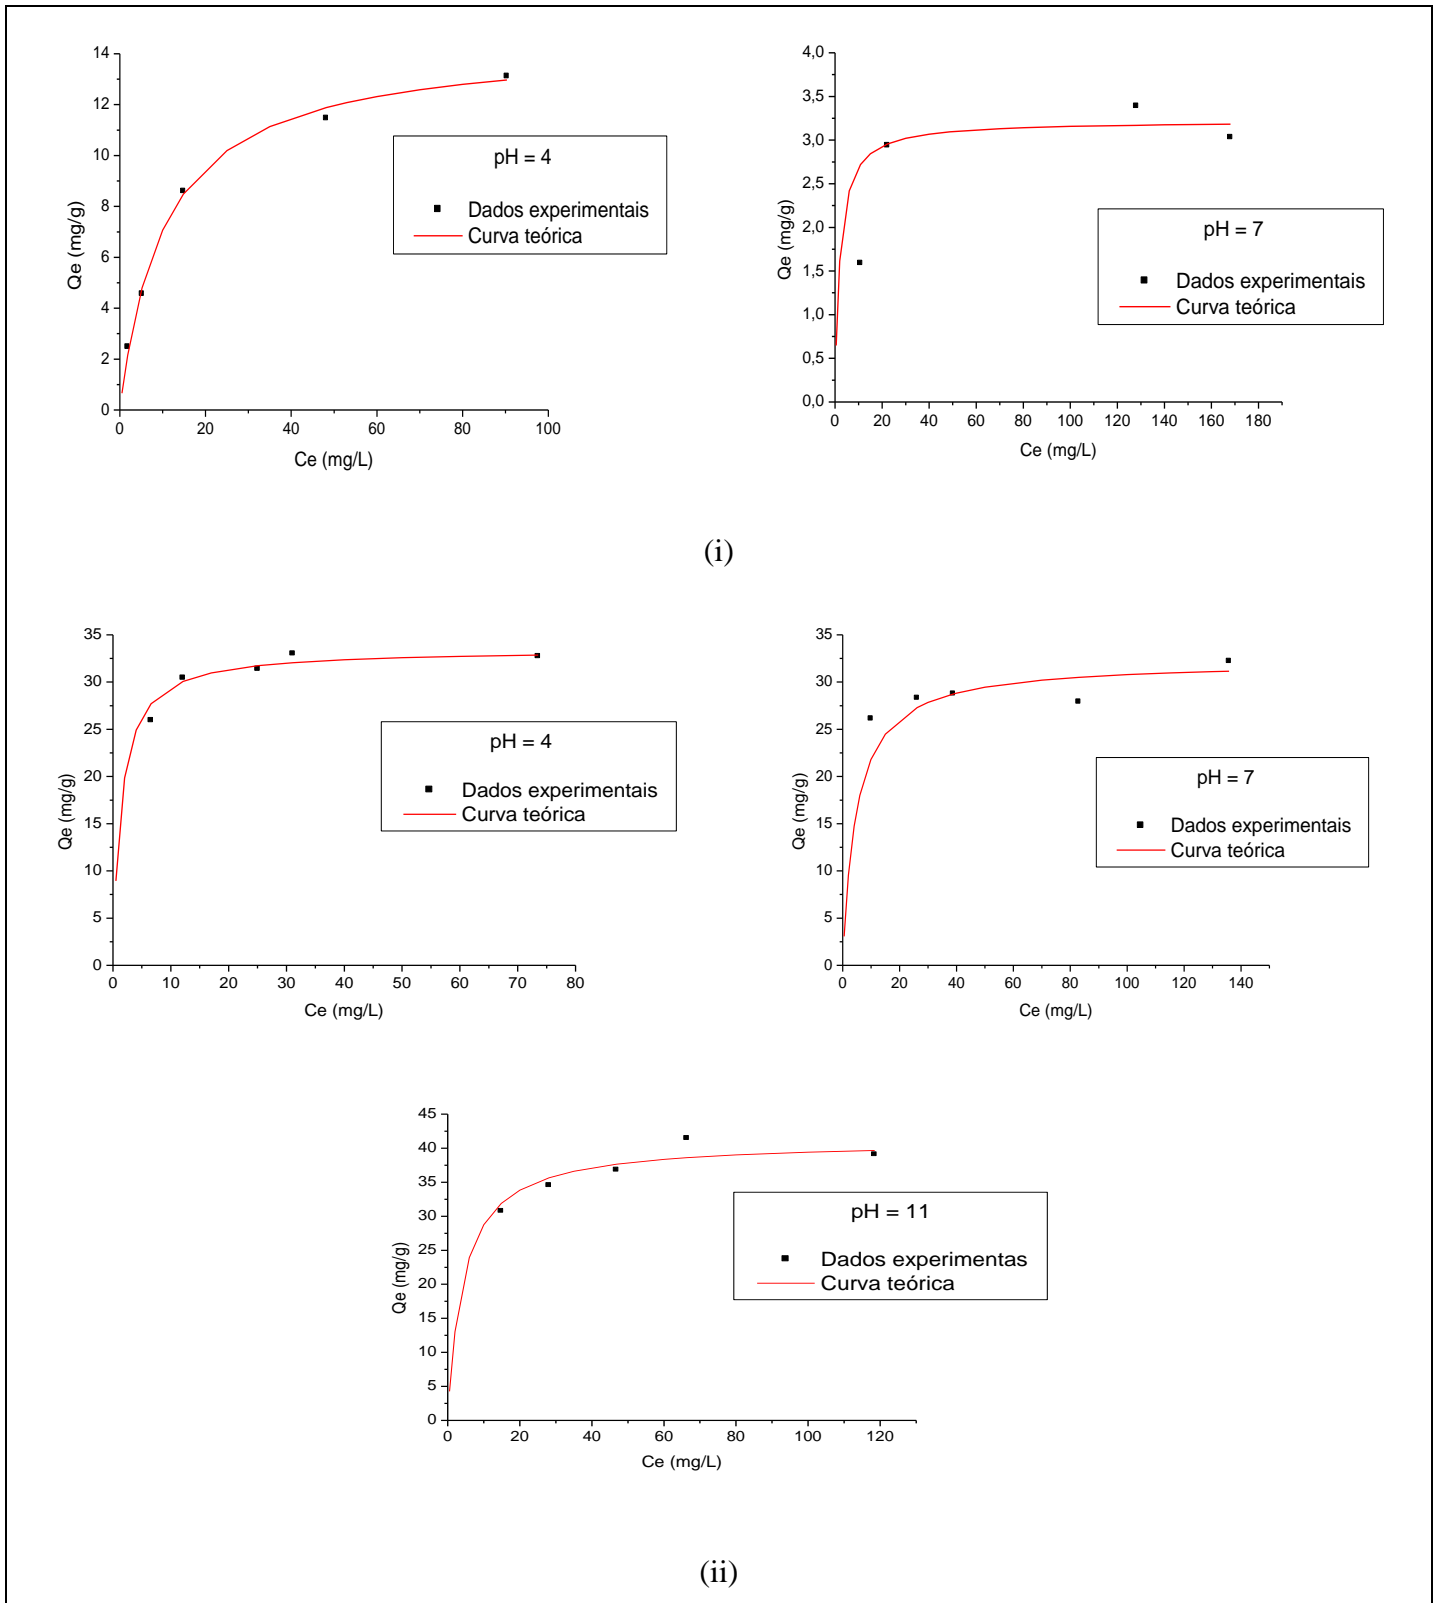 14
12
10
8
6
4
2
0
0 20 40 60 80 100
Qe (mg/g)
Ce (mg/L)
pH = 4
Dados experimentais
Curva teórica
4,0
3,5
3,0
2,5
2,0
1,5
1,0
0,5
0,0
0 20 40 60 80 100 120 140 160 180
Qe (mg/g)
Ce (mg/L)
pH = 7
Dados experimentais
Curva teórica
(i)
35
30
25
20
15
10
5
0
0 10 20 30 40 50 60 70 80
Qe (mg/g)
Ce (mg/L)
pH = 4
Dados experimentais
Curva teórica
35
30
25
20
15
10
5
0
0 20 40 60 80 100 120 140
Qe (mg/g)
Ce (mg/L)
pH = 7
Dados experimentais
Curva teórica
45
40
35
30
25
20
15
10
5
0
0 20 40 60 80 100 120
Qe (mg/g)
Ce (mg/L)
pH = 11
Dados experimentas
Curva teórica
(ii)